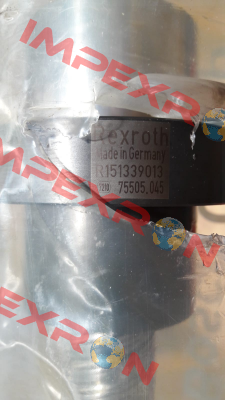 IMPEXRON
Rexroth
Made in Germany
R151339013
75505.045
IMPEXRON
IMPEXRON